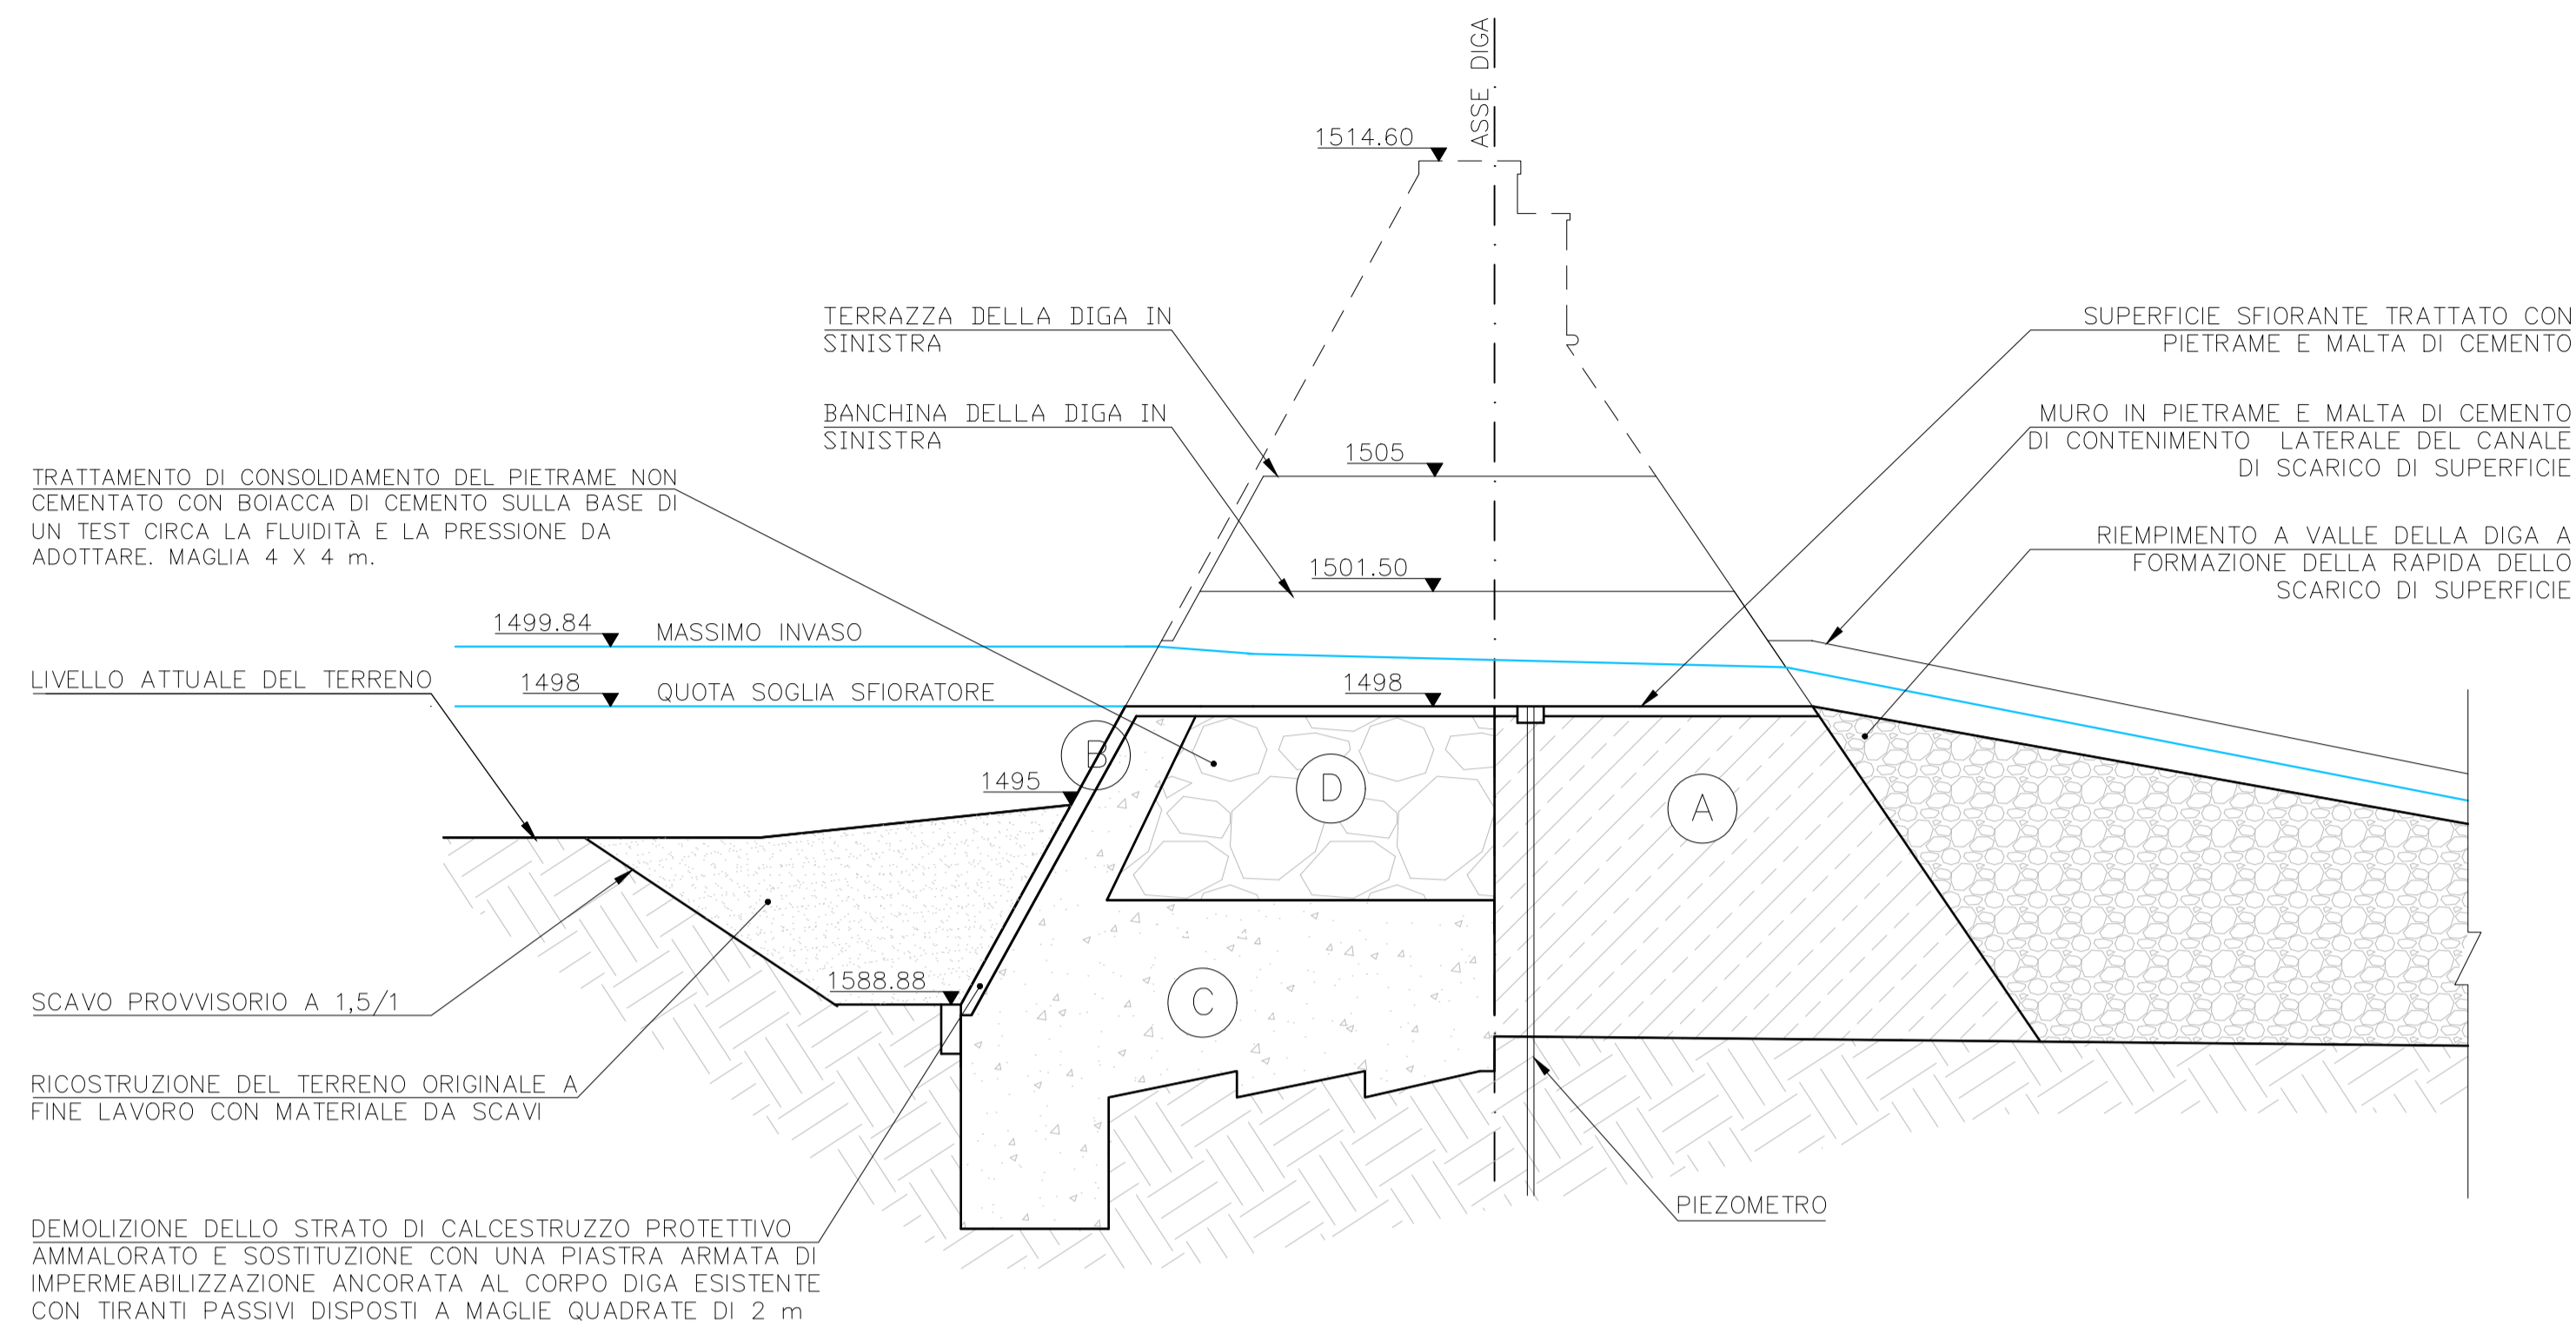 ASSE. DIGA
1514.60
TERRAZZA DELLA DIGA IN
SINISTRA
BANCHINA DELLA DIGA IN
SINISTRA
1505
1501.50
SUPERFICIE SFIORANTE TRATTATO CON
PIETRAME E MALTA DI CEMENTO
MURO IN PIETRAME E MALTA DI CEMENTO
DI CONTENIMENTO LATERALE DEL CANALE
DI SCARICO DI SUPERFICIE
RIEMPIMENTO A VALLE DELLA DIGA A
FORMAZIONE DELLA RAPIDA DELLO
SCARICO DI SUPERFICIE
TRATTAMENTO DI CONSOLIDAMENTO DEL PIETRAME NON
CEMENTATO CON BOIACCA DI CEMENTO SULLA BASE DI
UN TEST CIRCA LA FLUIDITÀ E LA PRESSIONE DA
ADOTTARE. MAGLIA 4 X 4 m.
1499.84 MASSIMO INVASO
LIVELLO ATTUALE DEL TERRENO
1498 QUOTA SOGLIA SFIORATORE
1498
B
1495
D
A
1588.88
C
SCAVO PROVVISORIO A 1,5/1
RICOSTRUZIONE DEL TERRENO ORIGINALE A
FINE LAVORO CON MATERIALE DA SCAVI
PIEZOMETRO
DEMOLIZIONE DELLO STRATO DI CALCESTRUZZO PROTETTIVO
AMMALORATO E SOSTITUZIONE CON UNA PIASTRA ARMATA DI
IMPERMEABILIZZAZIONE ANCORATA AL CORPO DIGA ESISTENTE
CON TIRANTI PASSIVI DISPOSTI A MAGLIE QUADRATE DI 2 m